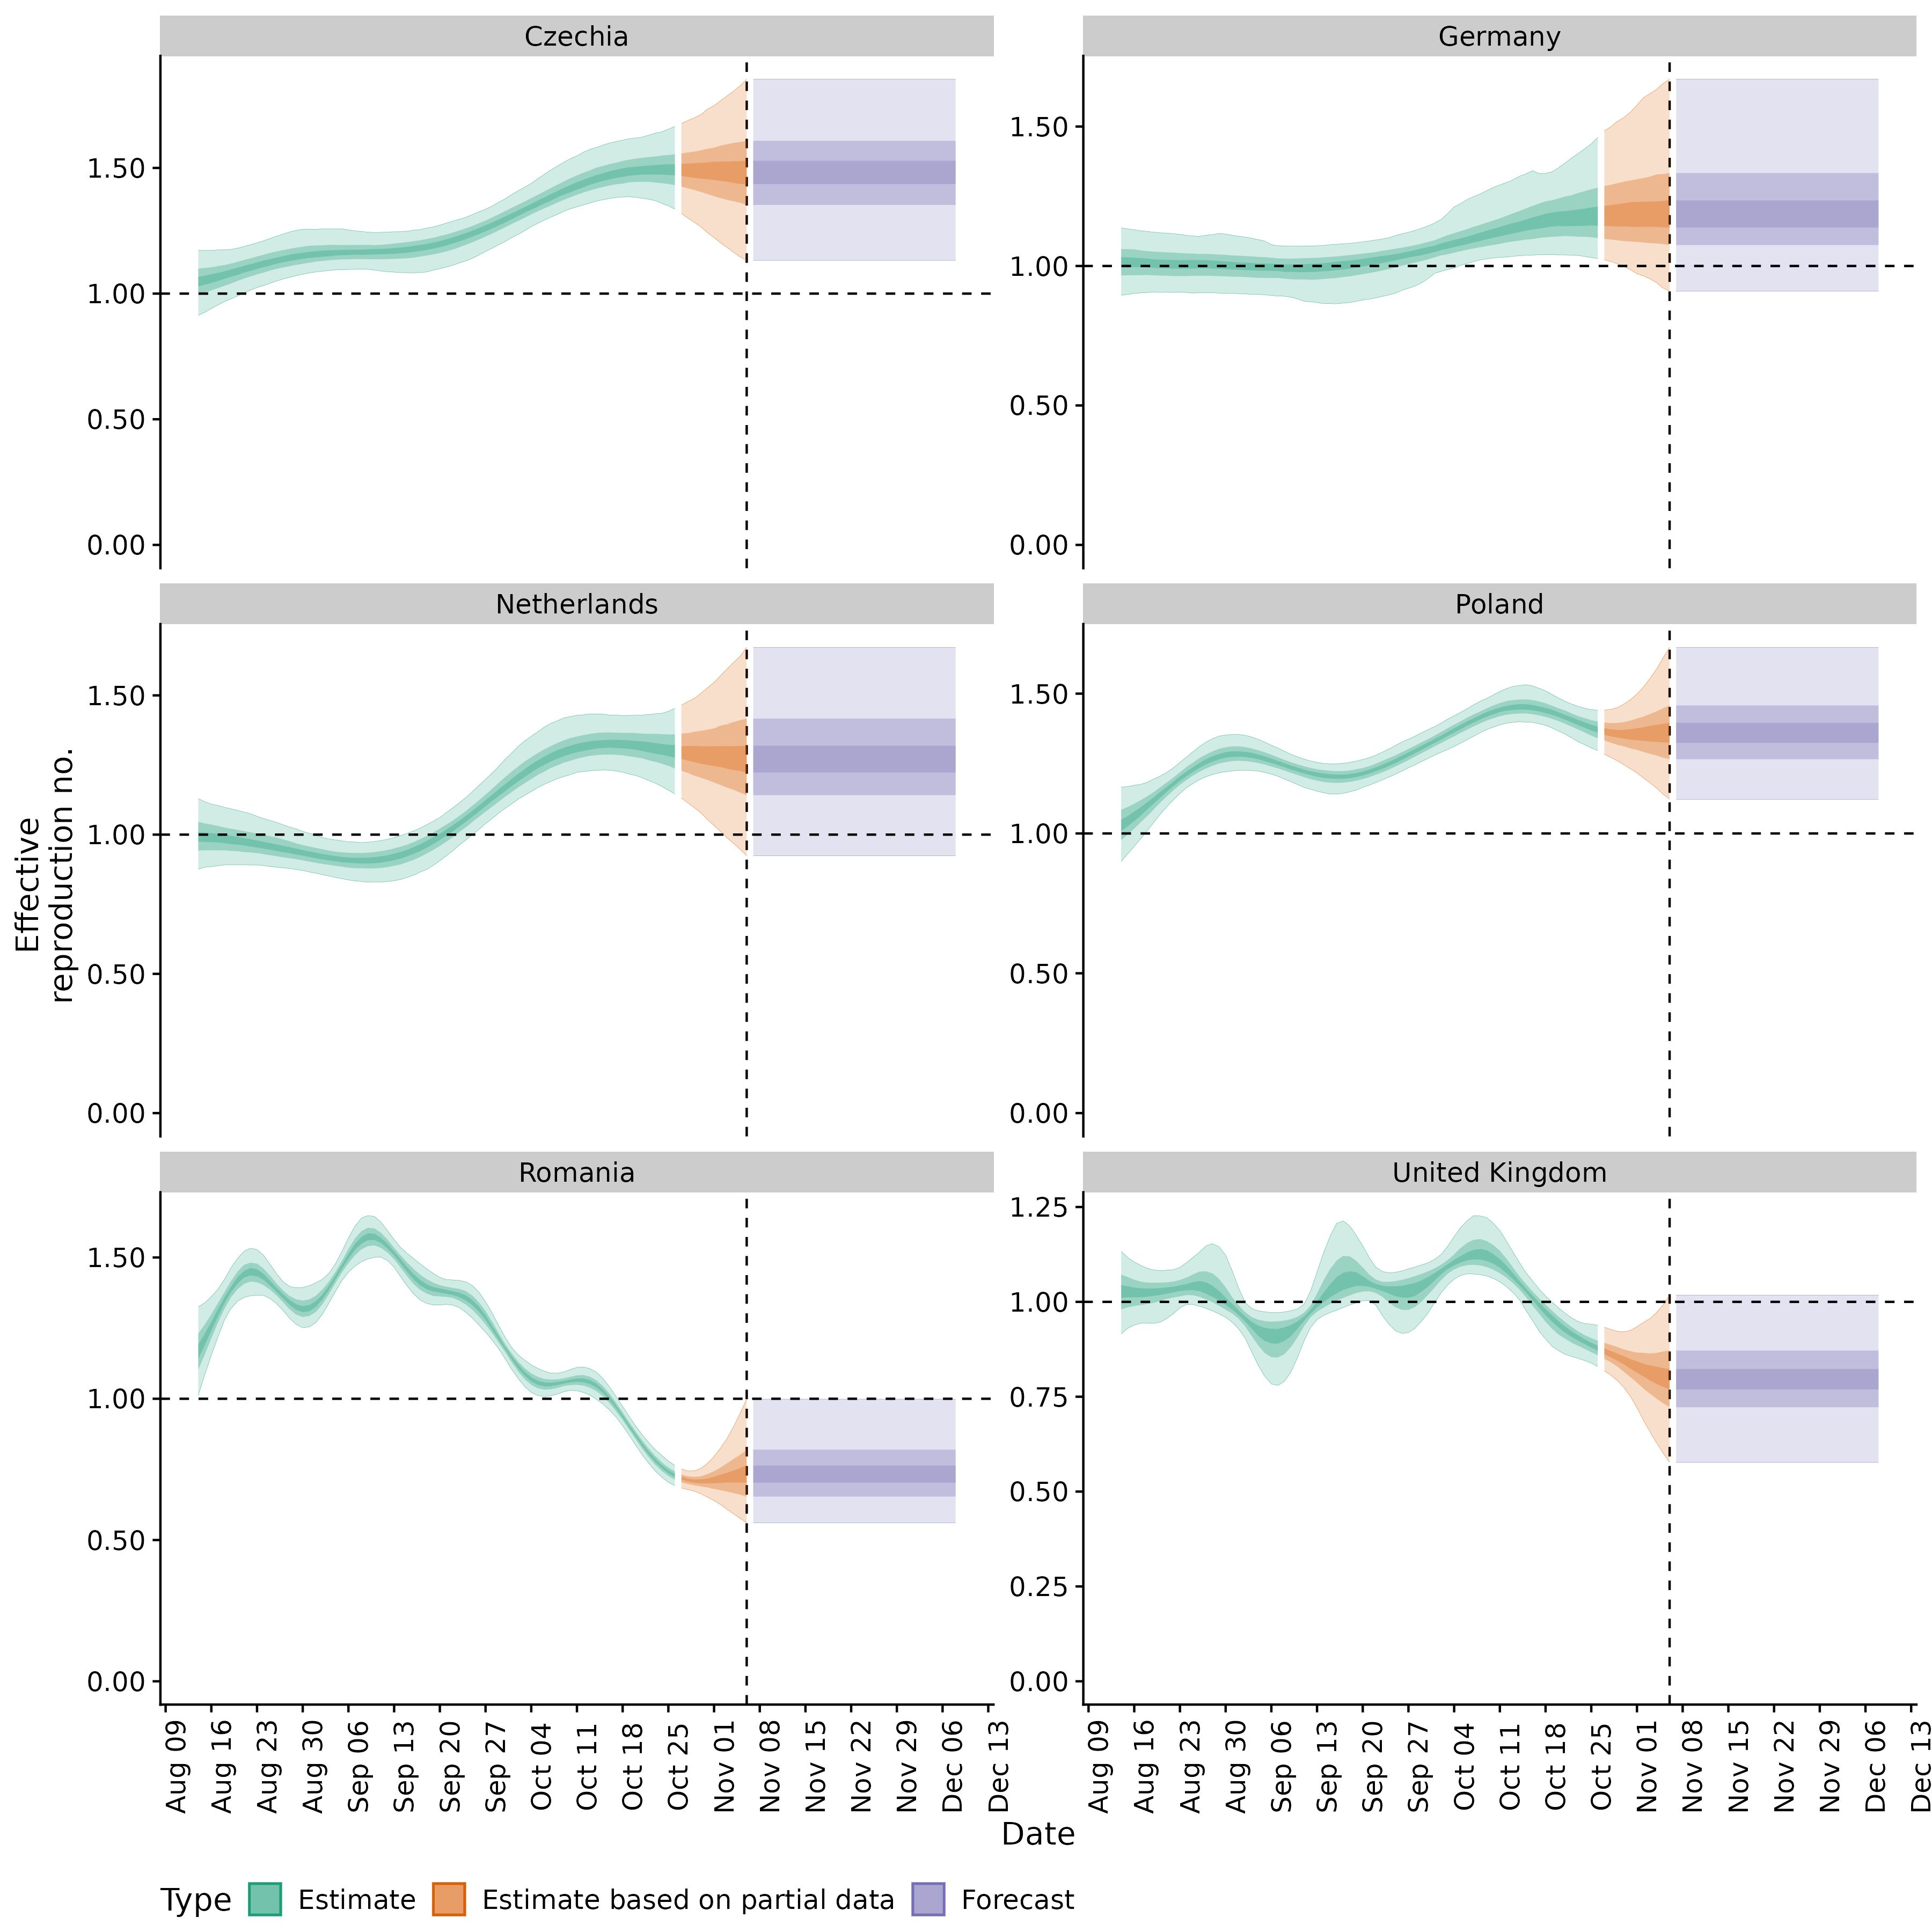 Czechia
Germany
1.50
1.00
0.50
0.00
1.50
1.00
0.50
0.00
Netherlands
Poland
1.50
1.00
0.50
0.00
1.50
1.00
0.50
0.00
Romania
United Kingdom
1.50
1.00
0.50
0.00
1.25
1.00
0.75
0.50
0.25
0.00
Effective
reproduction no.
Aug 09
Aug 16
Aug 23
Aug 30
Sep 06
Sep 13
Sep 20
Sep 27
Oct 04
Oct 11
Oct 18
Oct 25
Nov 01
Nov 08
Nov 15
Nov 22
Nov 29
Dec 06
Dec 13
Aug 09
Aug 16
Aug 23
Aug 30
Sep 06
Sep 13
Sep 20
Sep 27
Oct 04
Oct 11
Oct 18
Oct 25
Nov 01
Nov 08
Nov 15
Nov 22
Nov 29
Dec 06
Dec 13
Date
Type Estimate Estimate based on partial data Forecast